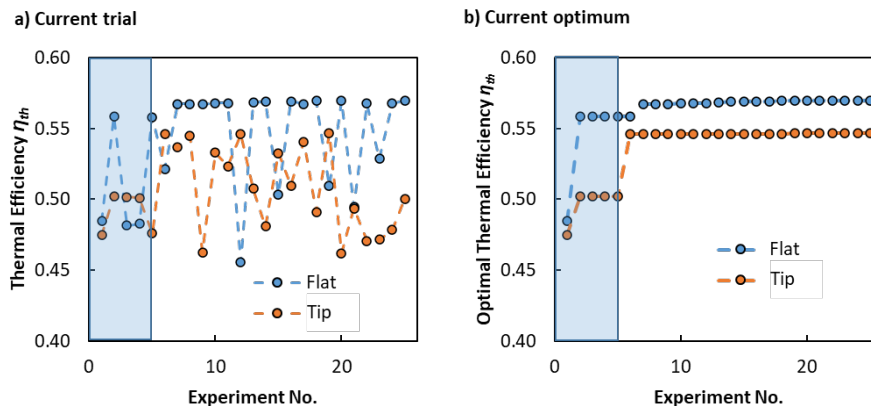 a) Current trial
Thermal Efficiency ηth
0.60
0.55
0.50
0.45
0.40
0
10
20
Experiment No.
Flat
Tip
b) Current optimum
Optimal Thermal Efficiency ηth
0.60
0.55
0.50
0.45
0.40
0
10
20
Experiment No.
Flat
Tip